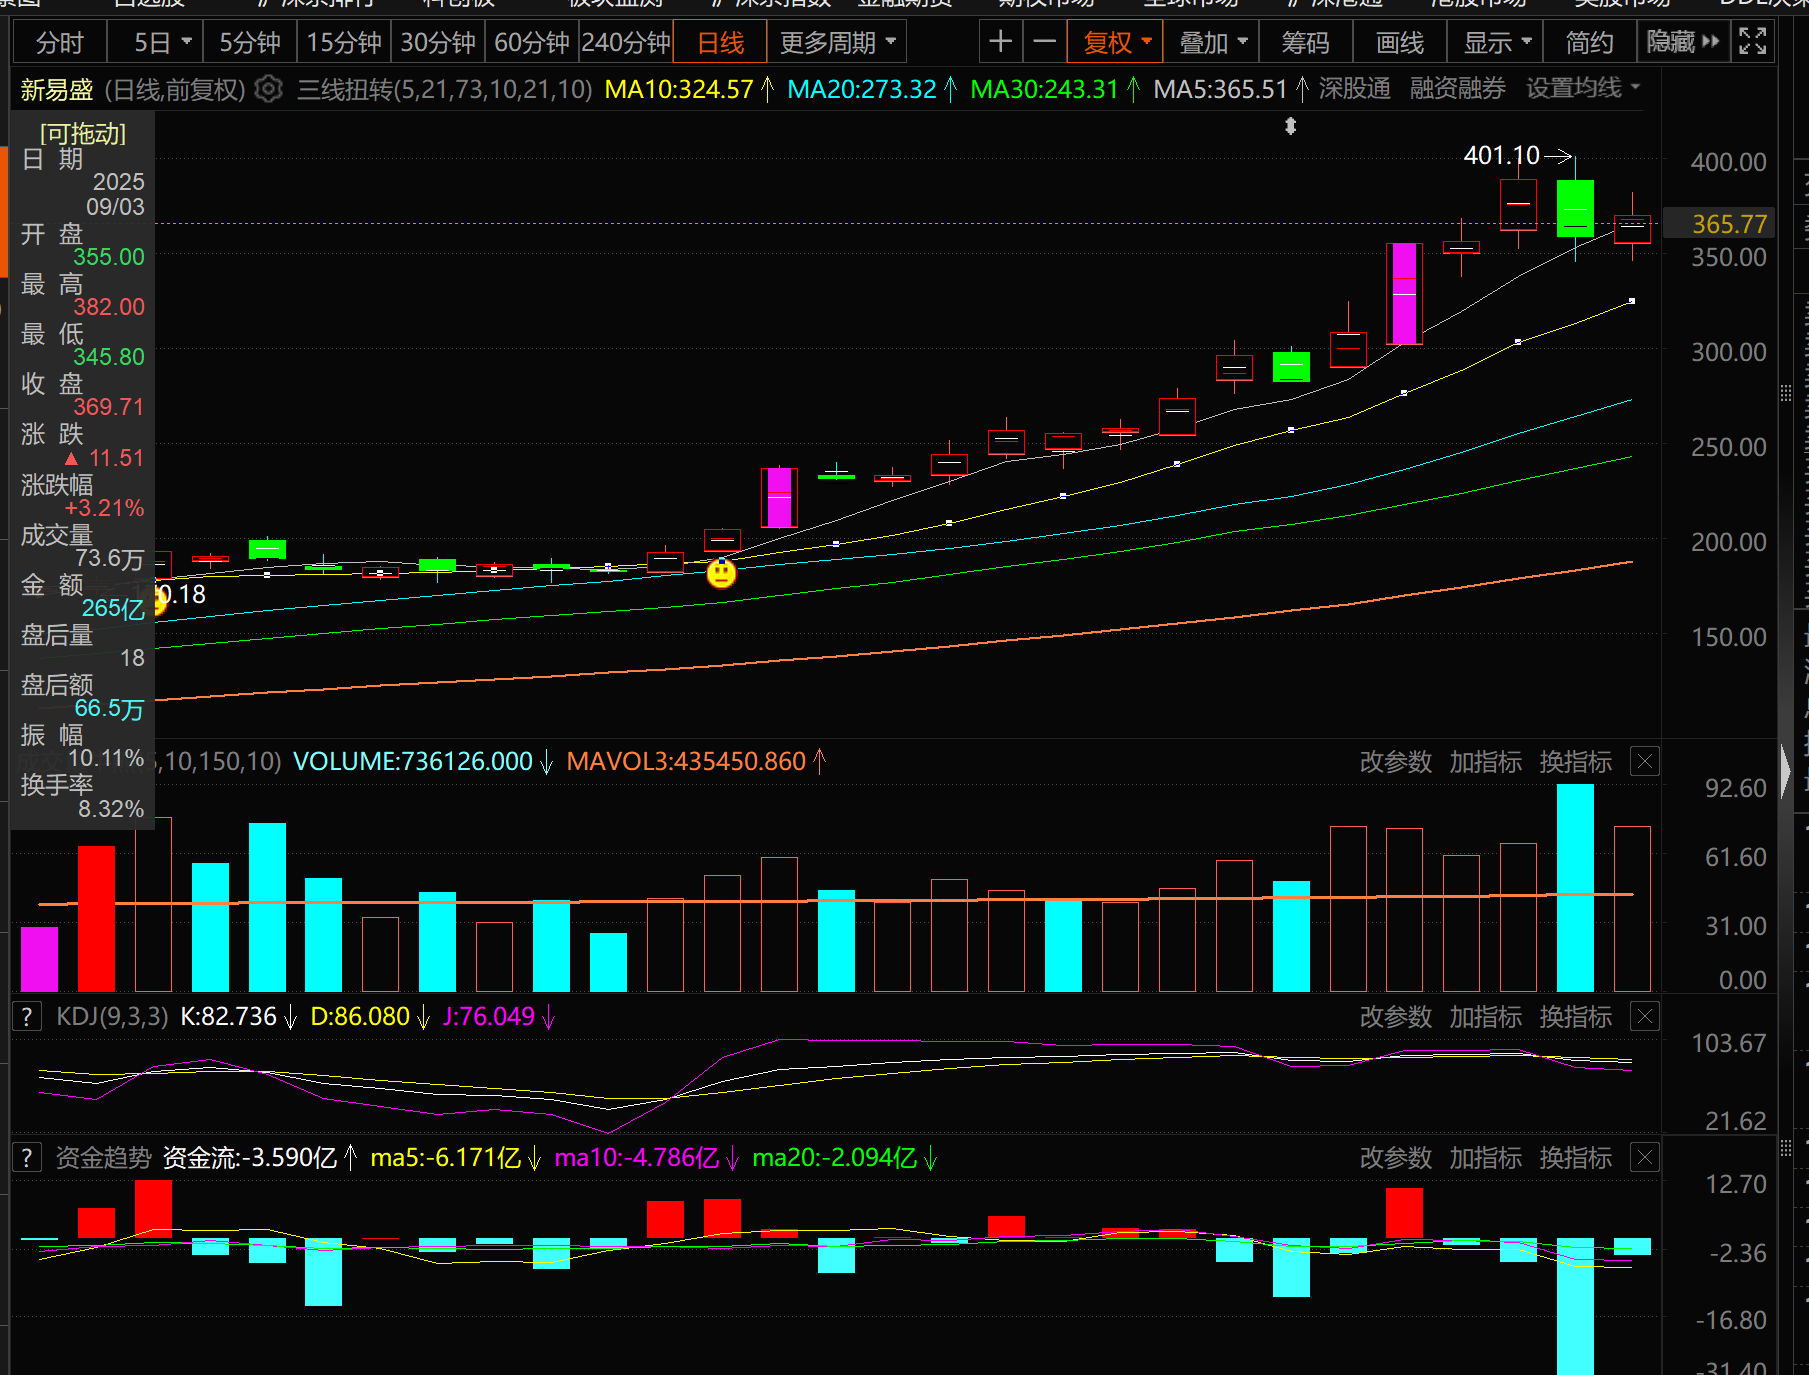 分时 5日 5分钟 15分钟 30分钟 60分钟 240分钟 日线 更多周期 复权 叠加 筹码 画线 显示 简约 隐藏
新易盛 (日线,前复权) 三线扭转(5,21,73,10,21,10) MA10:324.57↑ MA20:273.32↑ MA30:243.31↑ MA5:365.51↑ 深股通 融资融券 设置均线
[可拖动]
日 期
2025
09/03
开 盘
355.00
最 高
382.00
最 低
345.80
收 盘
369.71
涨 跌
▲ 11.51
涨跌幅
+3.21%
成交量
73.6万
金 额
265亿
盘后量
18
盘后额
66.5万
振 幅
10.11%
换手率
8.32%
401.10
0.18
400.00
365.77
350.00
300.00
250.00
200.00
150.00
5,10,150,10) VOLUME:736126.000↓ MAVOL3:435450.860↑ 改参数 加指标 换指标
92.60
61.60
31.00
0.00
? KDJ(9,3,3) K:82.736↓ D:86.080↓ J:76.049↓ 改参数 加指标 换指标
103.67
21.62
? 资金趋势 资金流:-3.590亿↑ ma5:-6.171亿↓ ma10:-4.786亿↓ ma20:-2.094亿↓ 改参数 加指标 换指标
12.70
-2.36
-16.80
-31.40